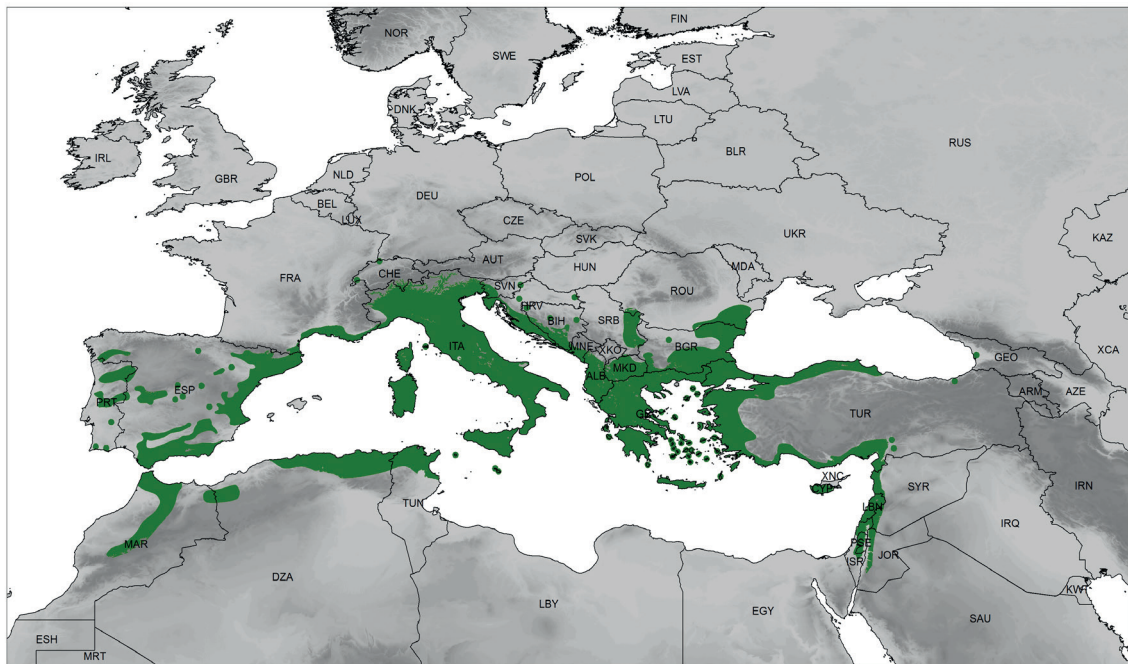 FIN
NOR
SWE
EST
LVA
DNK
LTU
RUS
BLR
IRL
GBR
NLD
POL
DEU
BEL
LUX
CZE
UKR
KAZ
SVK
AUT
MDA
HUN
CHE
FRA
ROU
SVN
HRV
SRB
BIH
XCA
ITA
MNE
XKO
BGR
GEO
MKD
ALB
ARM
AZE
ESP
PRT
TUR
GRC
XNC
SYR
IRN
CYP
TUN
LBN
IRQ
MAR
PSE
JOR
ISR
DZA
KWT
LBY
EGY
SAU
ESH
MRT